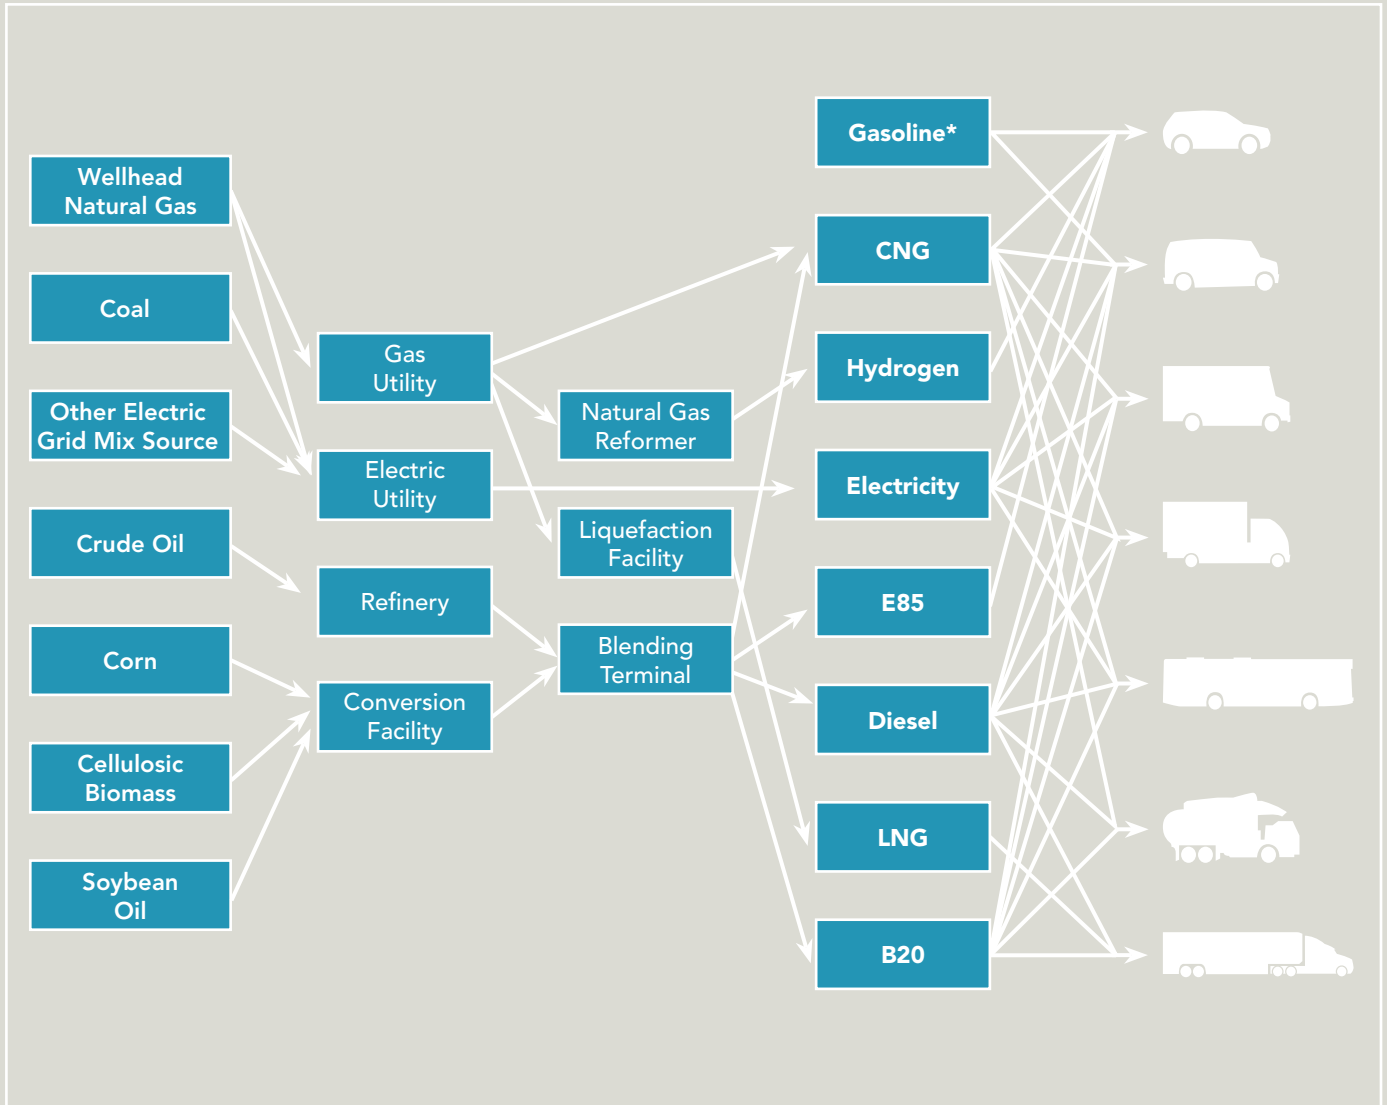 Wellhead
Natural Gas
Coal
Other Electric
Grid Mix Source
Crude Oil
Corn
Cellulosic
Biomass
Soybean
Oil
Gas
Utility
Electric
Utility
Refinery
Conversion
Facility
Natural Gas
Reformer
Liquefaction
Facility
Blending
Terminal
Gasoline*
CNG
Hydrogen
Electricity
E85
Diesel
LNG
B20